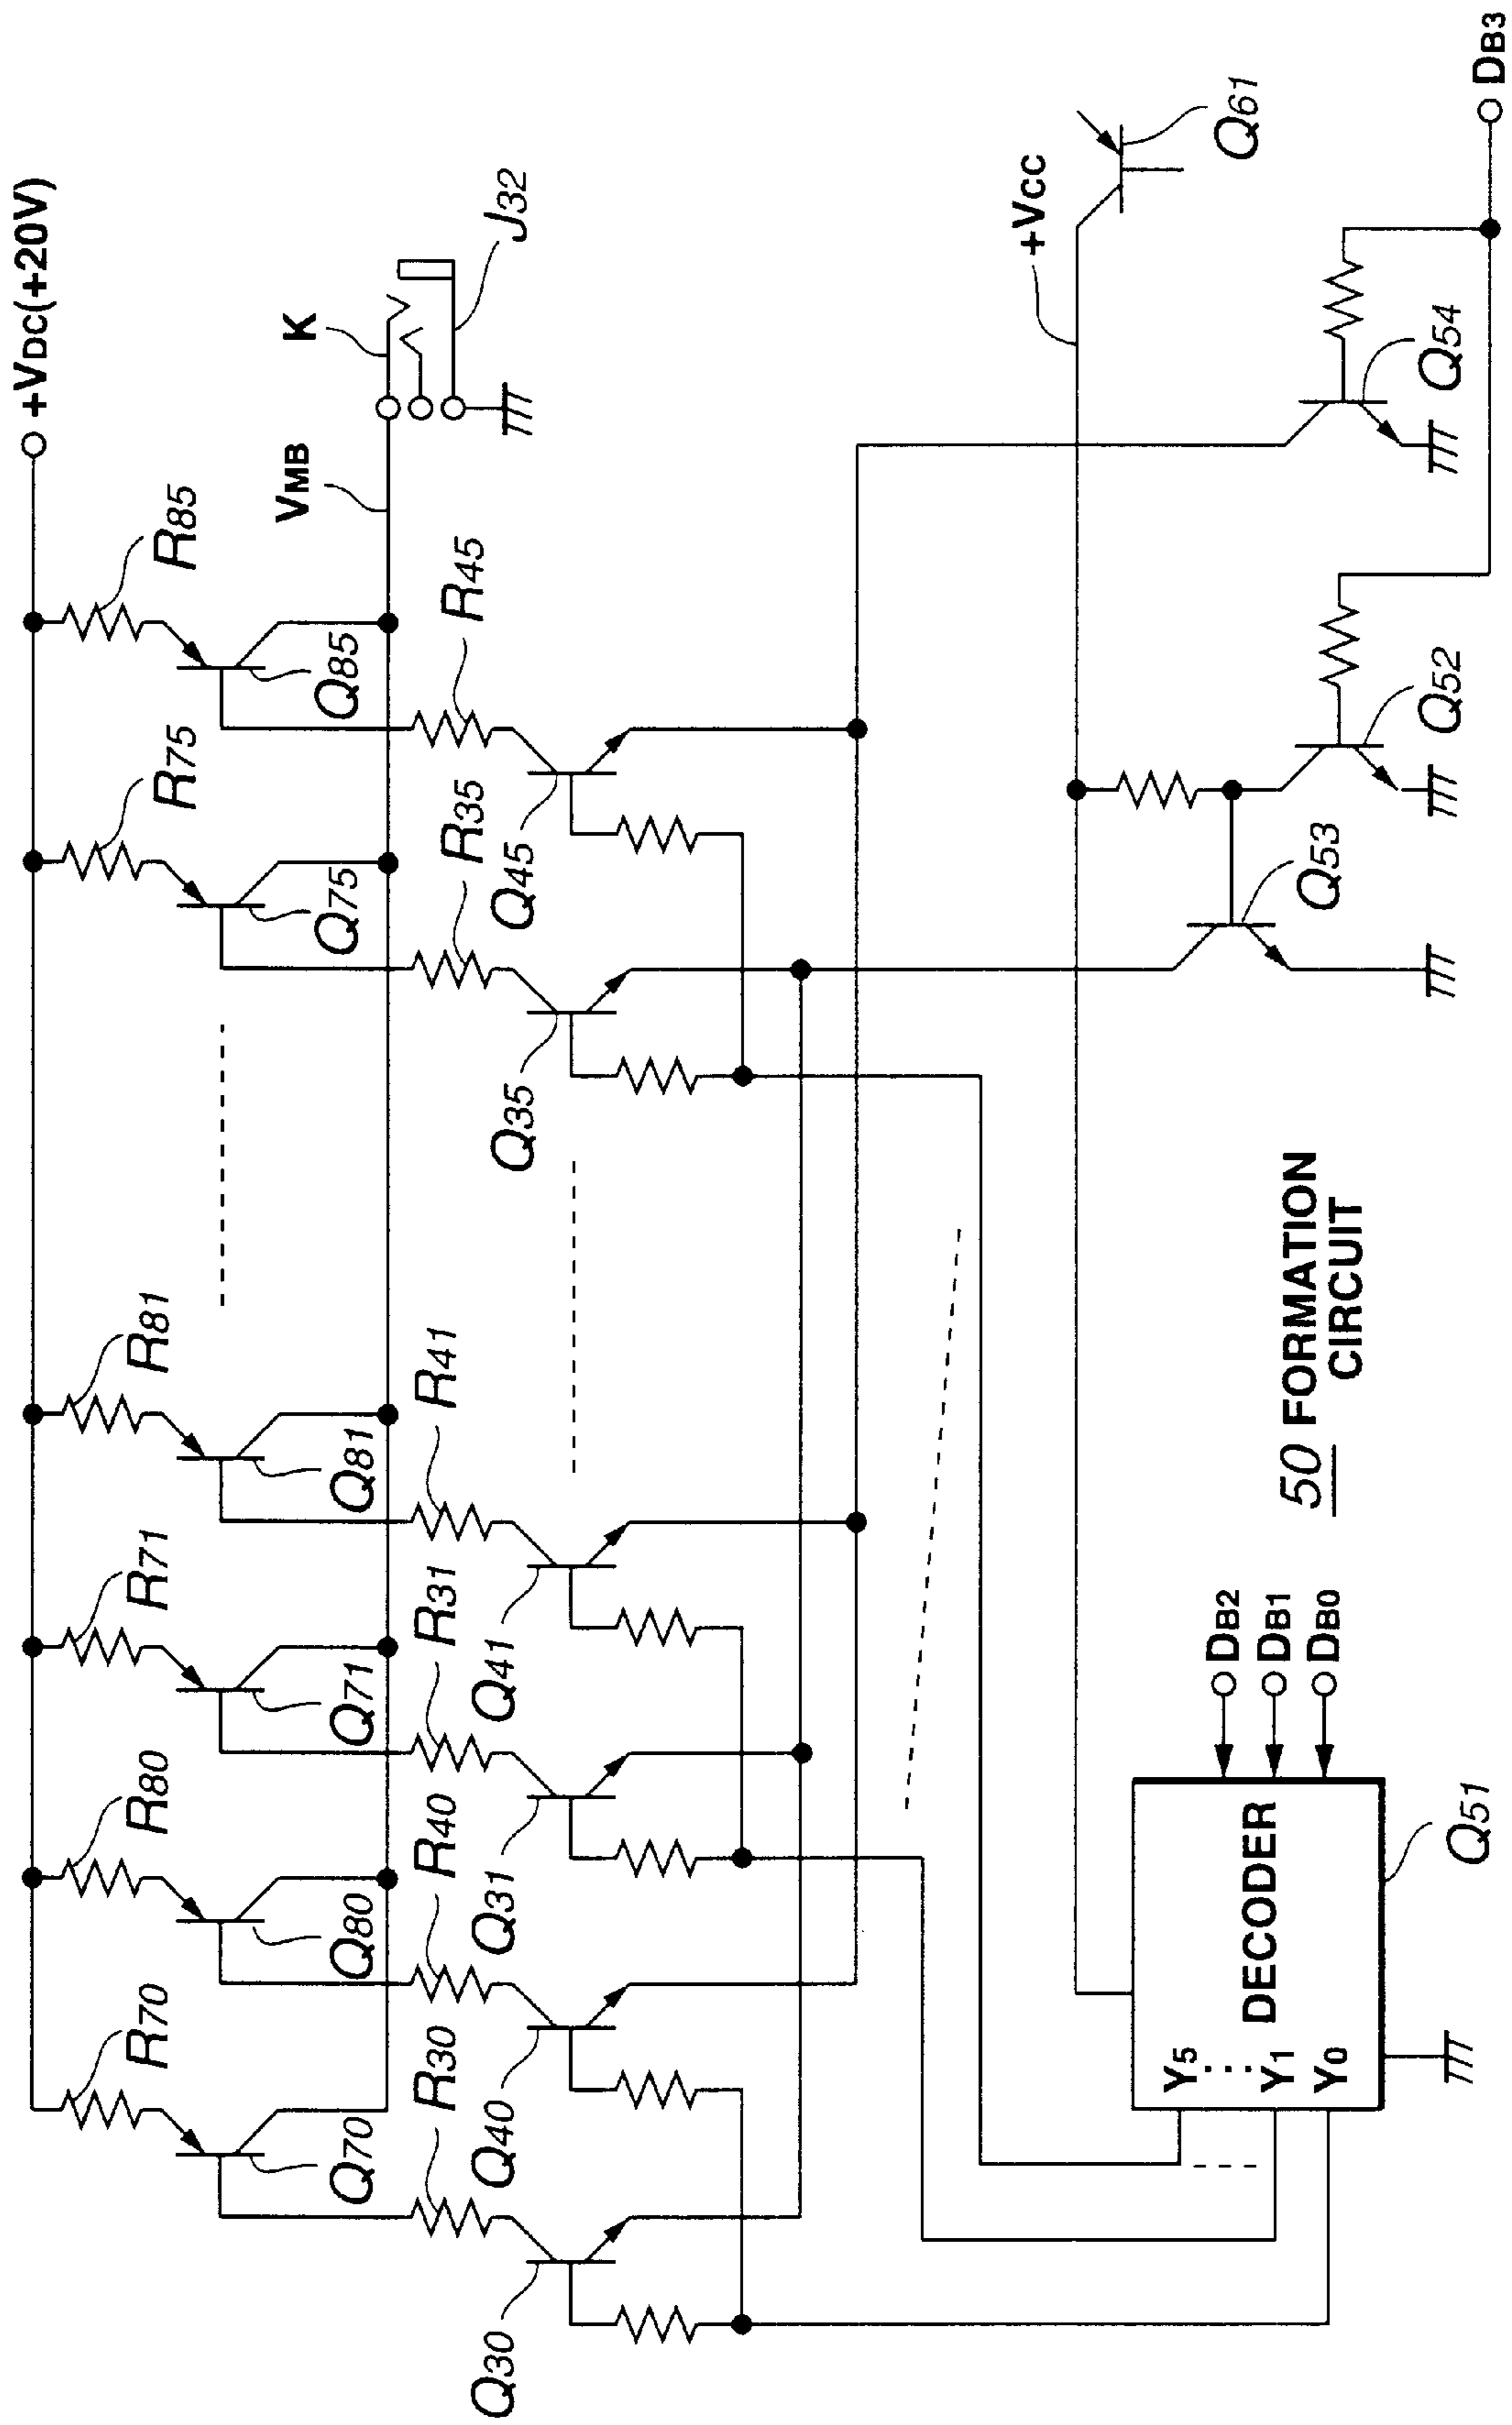 +VDC(+20V)
R70
R80
R71
R81
R75
R85
Q70
Q80
Q71
Q81
Q75
Q85
VMB
K
J32
R30
R40
R31
R41
R35
R45
Q30
Q40
Q31
Q41
Q35
Q45
+VCC
Q61
Y5
Y1
Y0
DECODER
DB2
DB1
DB0
Q51
50 FORMATION
CIRCUIT
Q53
Q52
Q54
DB3